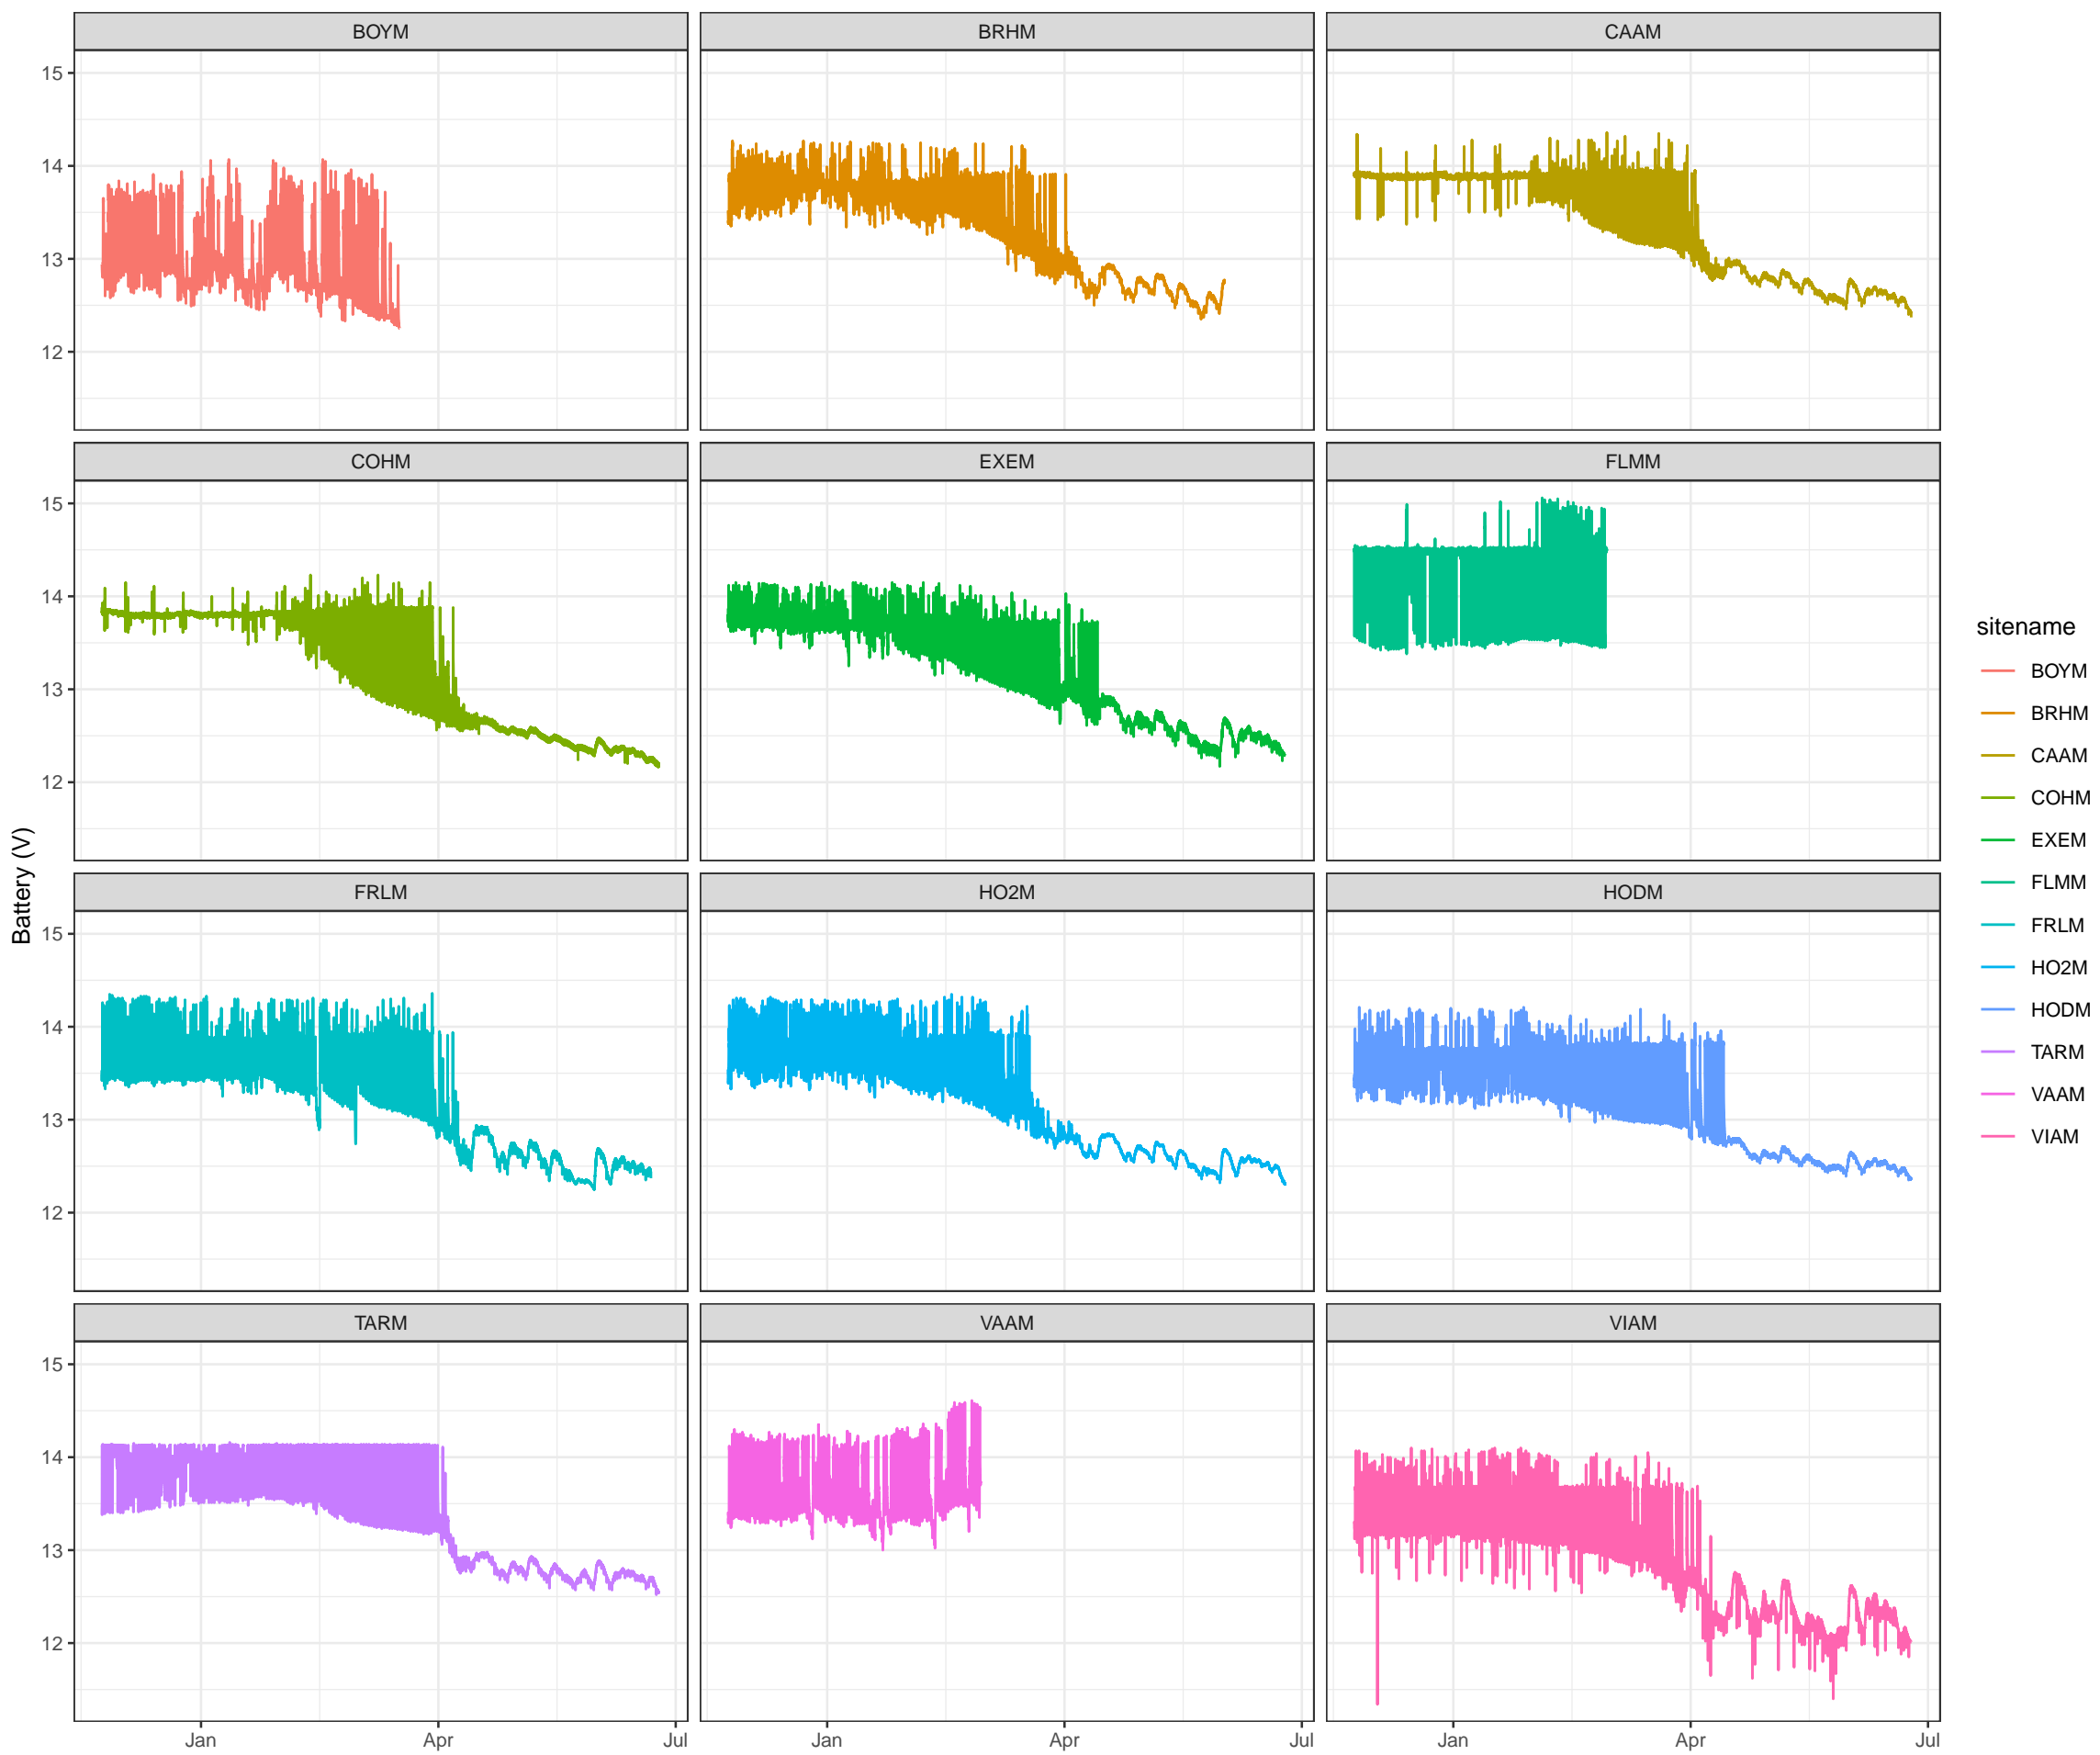 BOYM
BRHM
CAAM
15
14
13
12
COHM
EXEM
FLMM
15
14
13
12
Battery (V)
FRLM
HO2M
HODM
15
14
13
12
TARM
VAAM
VIAM
15
14
13
12
Jan
Apr
Jul
Jan
Apr
Jul
Jan
Apr
Jul
sitename
BOYM
BRHM
CAAM
COHM
EXEM
FLMM
FRLM
HO2M
HODM
TARM
VAAM
VIAM